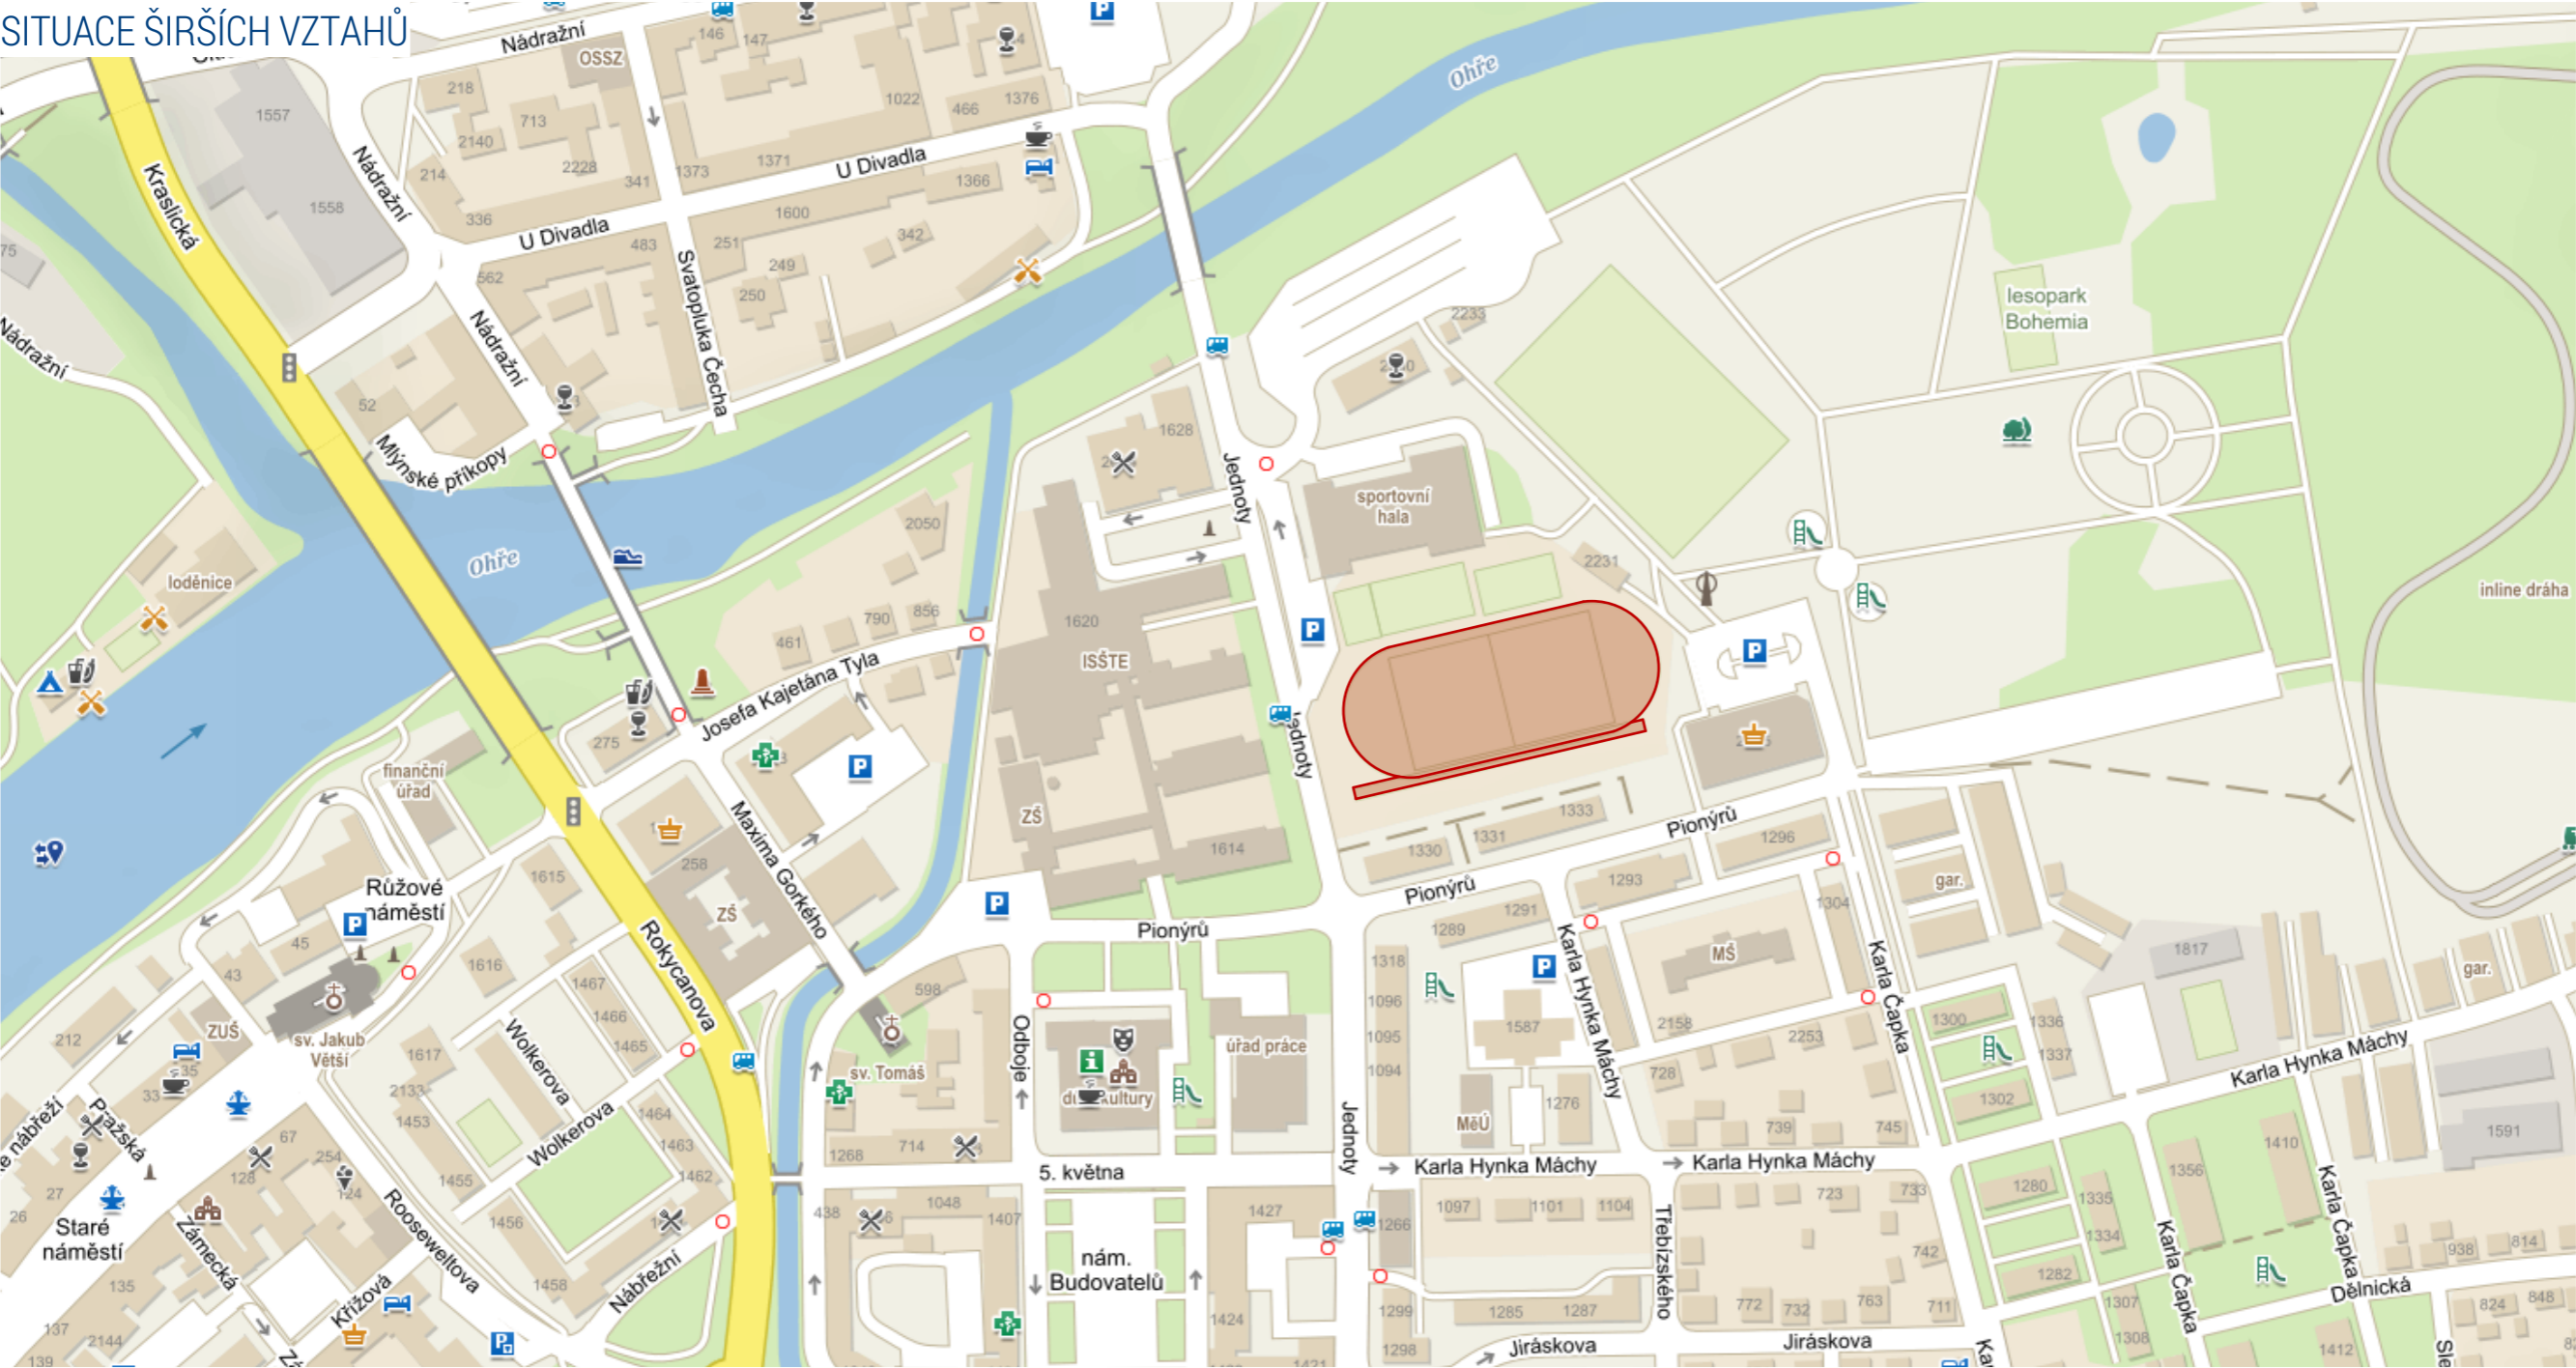 SITUACE ŠIRŠÍCH VZTAHŮ
Nádražní
OSSZ
146
147
P
Ohře
218
713
2140
2228
214
341
336
1022
466
1376
1371
1373
U Divadla
1366
1557
1558
Nádražní
Kraslická
75
U Divadla
1600
483
251
342
249
250
562
Svatopluka Čecha
Nádražní
Nádražní
52
Mlýnské příkopy
2233
lesopark
Bohemia
1628
Jednoty
sportovní
hala
2231
Ohře
2050
loděnice
inline dráha
790
856
461
1620
ISŠTE
P
P
Josefa Kajetána Tyla
275
P
Jednoty
finanční
úřad
Maxima Gorkého
ZŠ
1614
1333
1331
1330
Pionýrů
1296
258
ZŠ
1615
Růžové
náměstí
P
P
Pionýrů
Pionýrů
1293
1291
1289
1304
gar.
MŠ
45
43
1616
Rokycanova
1467
1466
1465
598
1318
1096
1095
1094
P
Karla Hynka Máchy
Karla Čapka
1817
gar.
212
ZUŠ
sv. Jakub
Větší
1617
Wolkerova
Odboje
úřad práce
1587
2158
2253
1300
1336
1337
33
35
2133
1453
sv. Tomáš
728
Karla Hynka Máchy
1302
Pražská
67
254
128
Wolkerova
1464
1463
1462
714
1268
Jednoty
MěÚ
1276
739
745
1591
1410
1356
27
26
Staré
náměstí
1455
1456
5. května
Karla Hynka Máchy
Karla Hynka Máchy
438
1048
1407
1427
1266
1097
1101
1104
723
733
1280
1335
1334
Zámecká
Rooseweltova
Třebízského
742
Karla Čapka
Karla Čapka
938
814
135
1458
Nábřežní
nám.
Budovatelů
1282
Dělnická
Křížová
137
2144
139
P
1424
1299
1298
1285
1287
772
732
763
711
1307
1308
824
848
Jiráskova
Jiráskova
1412